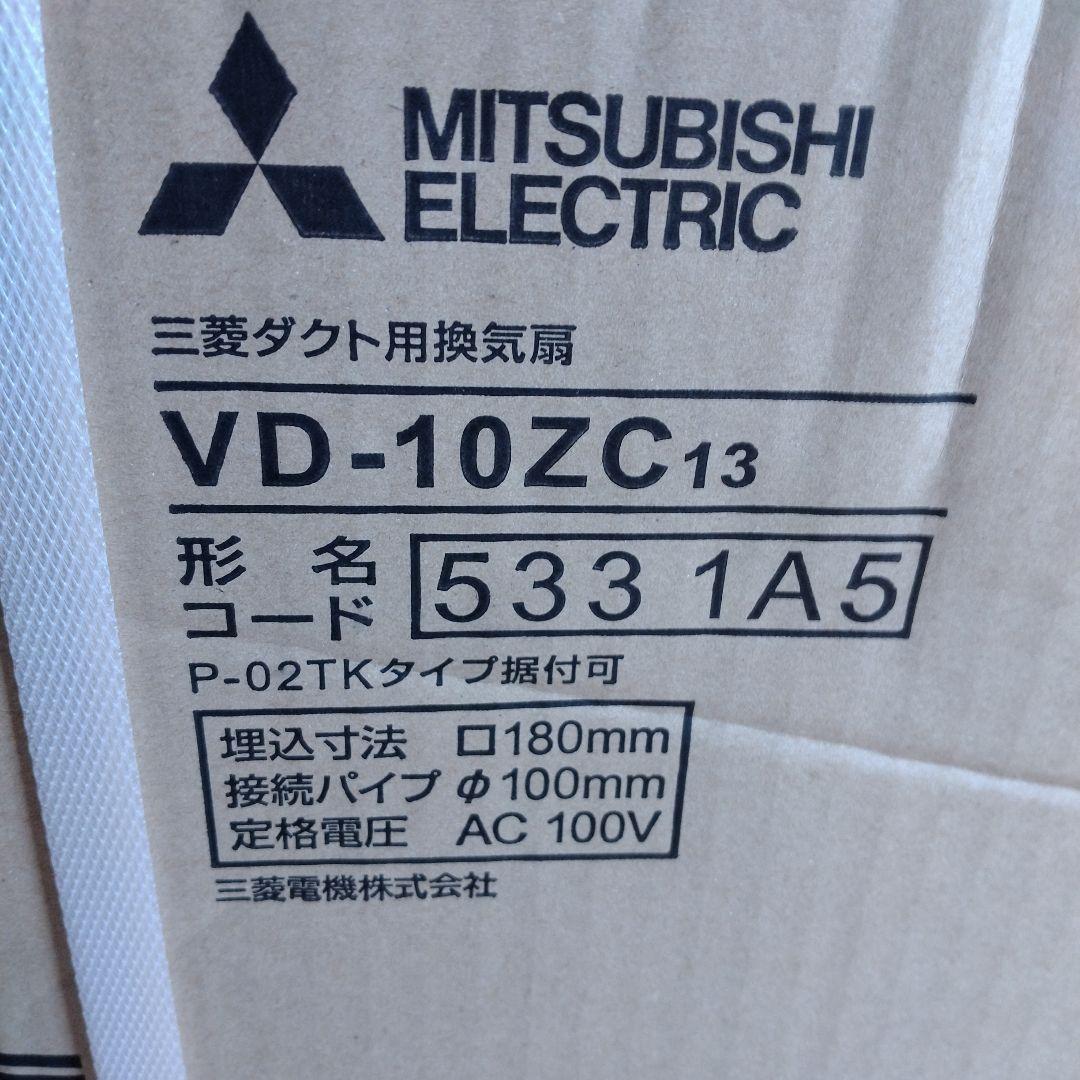 MITSUBISHI
ELECTRIC
三菱ダクト用換気扇
VD-10ZC13
形名
コード 5331A5
P-02TKタイプ据付可
埋込寸法 □180mm
接続パイプ φ100mm
定格電圧 AC 100V
三菱電機株式会社